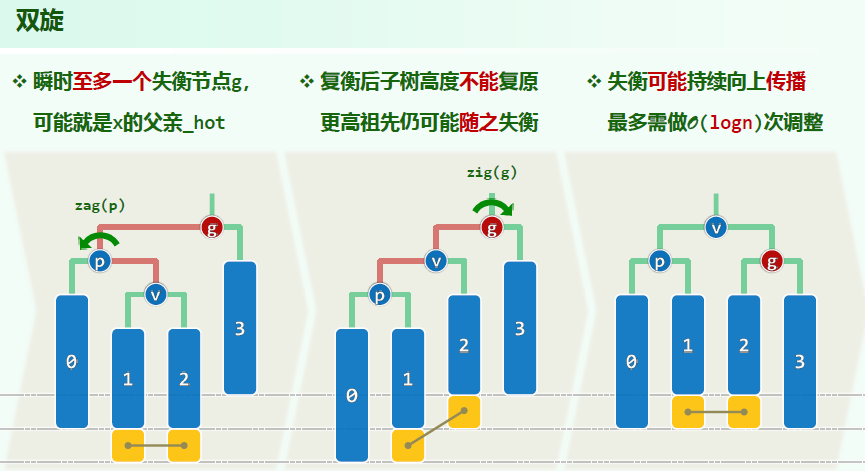 双旋
❖ 瞬时至多一个失衡节点g,
可能就是x的父亲_hot
❖ 复衡后子树高度不能复原
更高祖先仍可能随之失衡
❖ 失衡可能持续向上传播
最多需做O(logn)次调整
zag(p)
g
p
v
0
1
2
3
zig(g)
g
v
p
0
1
2
3
v
p
g
0
1
2
3